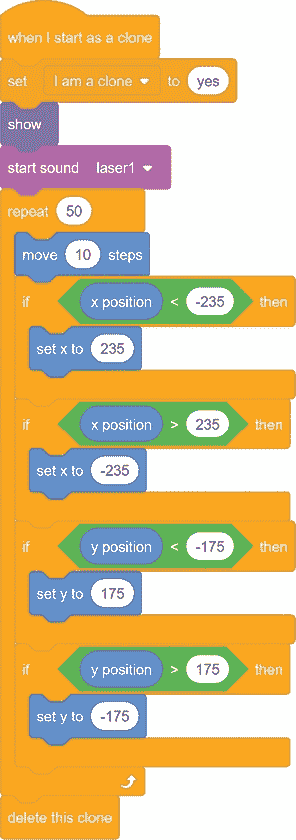 when I start as a clone
set I am a clone to yes
show
start sound laser1
repeat 50
move 10 steps
if x position < -235 then
set x to 235
if x position > 235 then
set x to -235
if y position < -175 then
set y to 175
if y position > 175 then
set y to -175
delete this clone